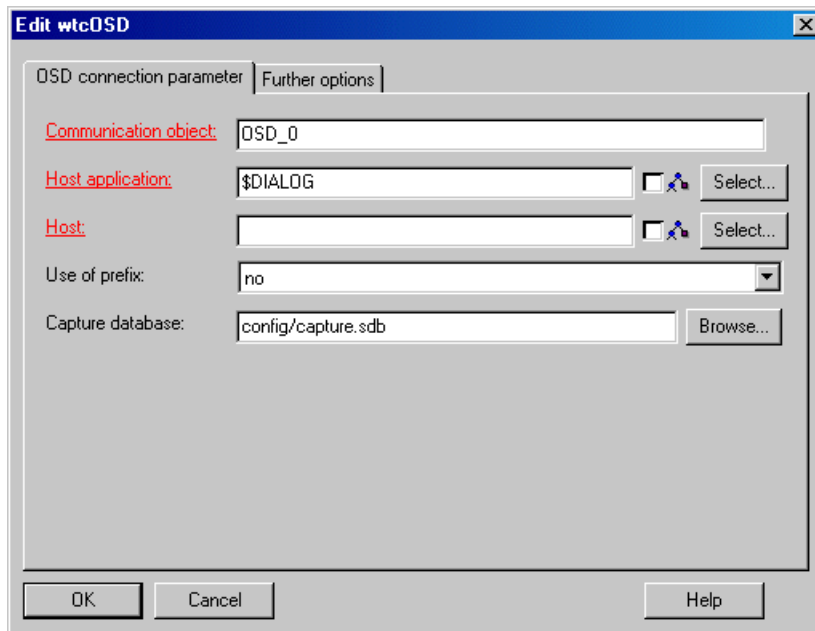 Edit wtcOSD
OSD connection parameter Further options
Communication object: OSD_0
Host application: $DIALOG Select...
Host: Select...
Use of prefix: no
Capture database: config/capture.sdb Browse...
OK Cancel Help